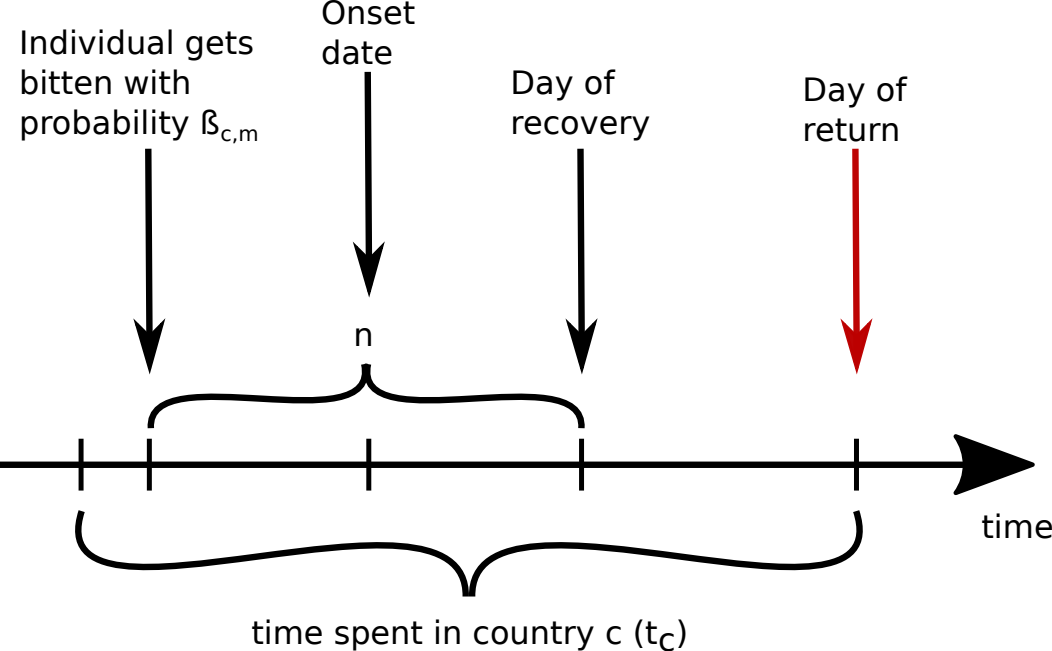 Individual gets
bitten with
probability ß_c,m
Onset
date
Day of
recovery
Day of
return
n
time
time spent in country c (t_C)